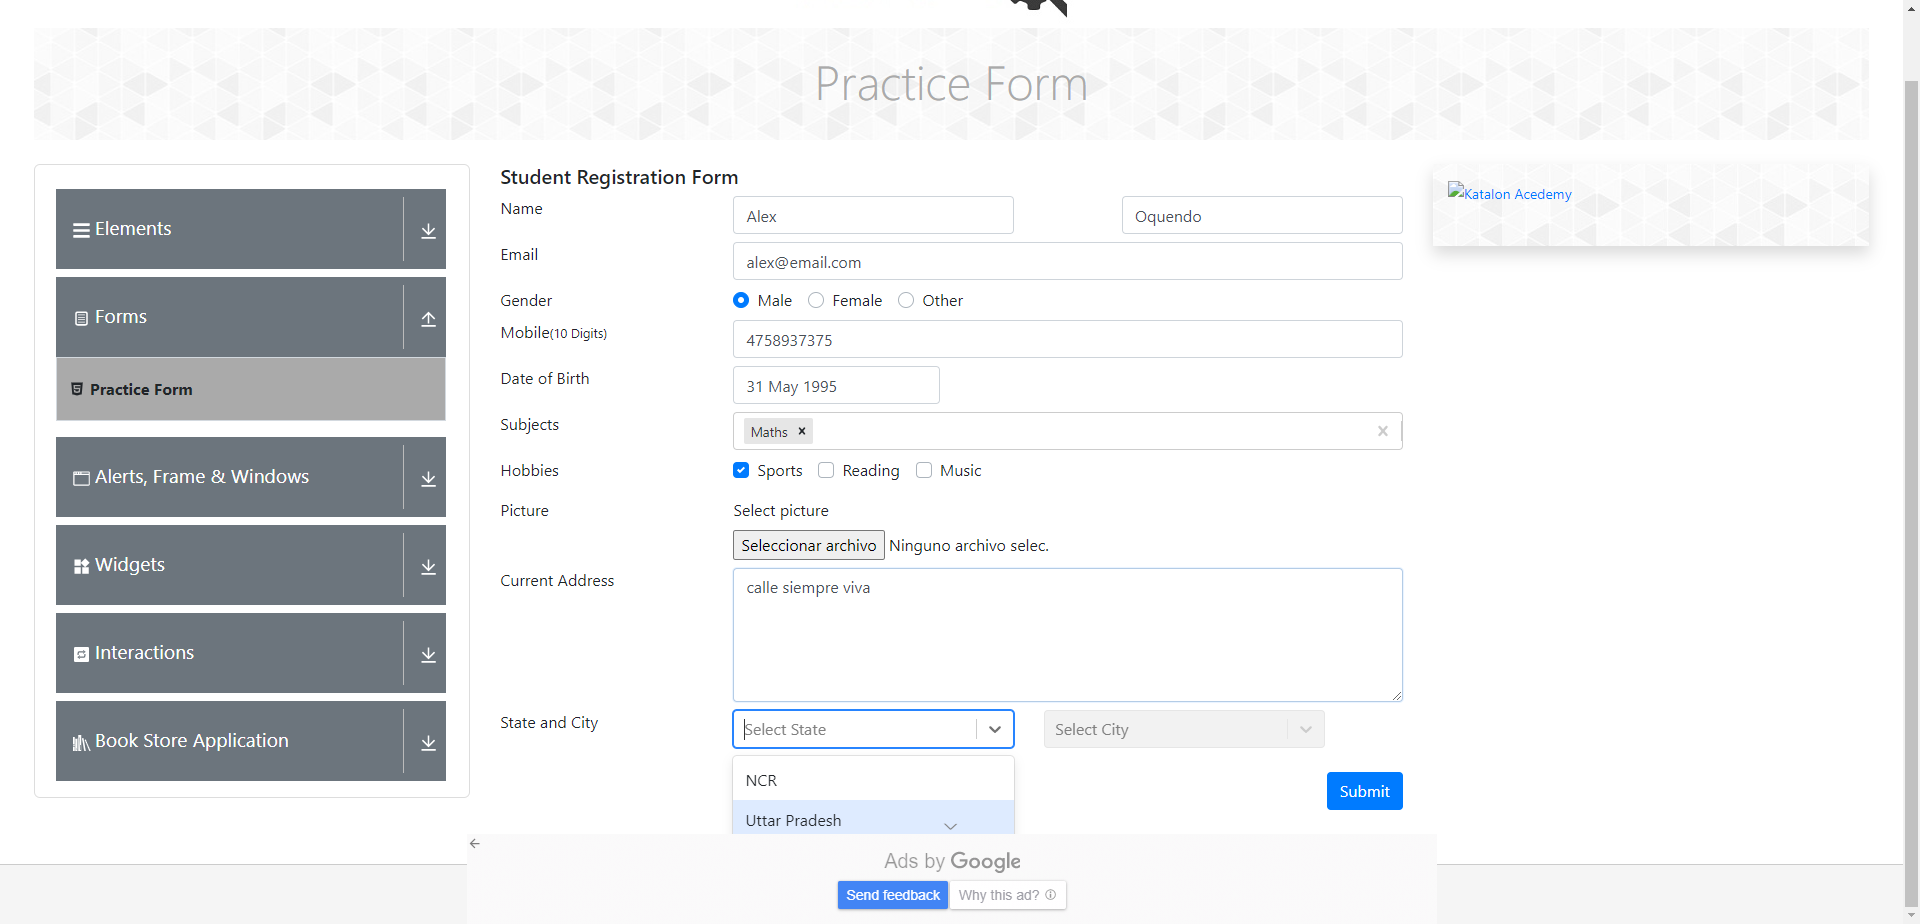 Practice Form
Elements
Forms
Practice Form
Alerts, Frame & Windows
Widgets
Interactions
Book Store Application
Student Registration Form
Name Alex Oquendo
Email alex@email.com
Gender Male Female Other
Mobile(10 Digits) 4758937375
Date of Birth 31 May 1995
Subjects Maths
Hobbies Sports Reading Music
Picture Select picture
Seleccionar archivo Ninguno archivo selec.
Current Address calle siempre viva
State and City Select State Select City
NCR
Uttar Pradesh
Submit
Katalon Acedemy
Ads by Google
Send feedback Why this ad?